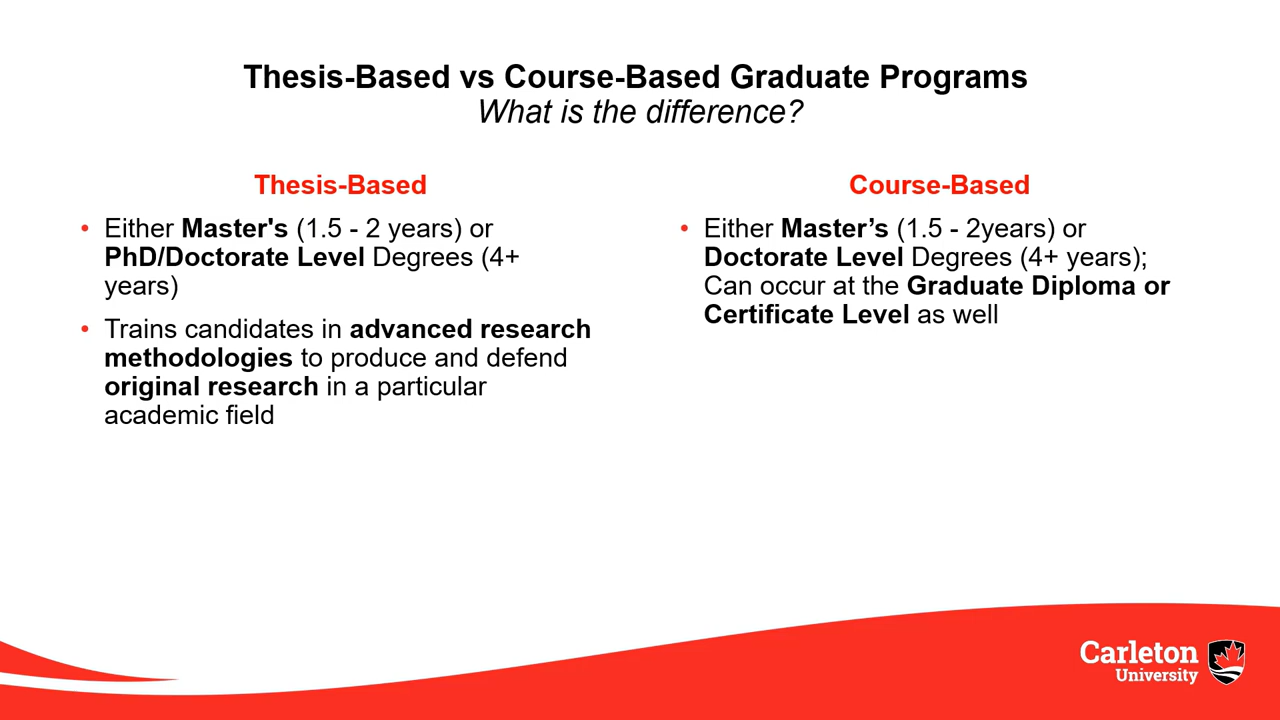 Thesis-Based vs Course-Based Graduate Programs
What is the difference?
Thesis-Based
• Either Master's (1.5 - 2 years) or
PhD/Doctorate Level Degrees (4+
years)
• Trains candidates in advanced research
methodologies to produce and defend
original research in a particular
academic field
Course-Based
• Either Master’s (1.5 - 2years) or
Doctorate Level Degrees (4+ years);
Can occur at the Graduate Diploma or
Certificate Level as well
Carleton
University